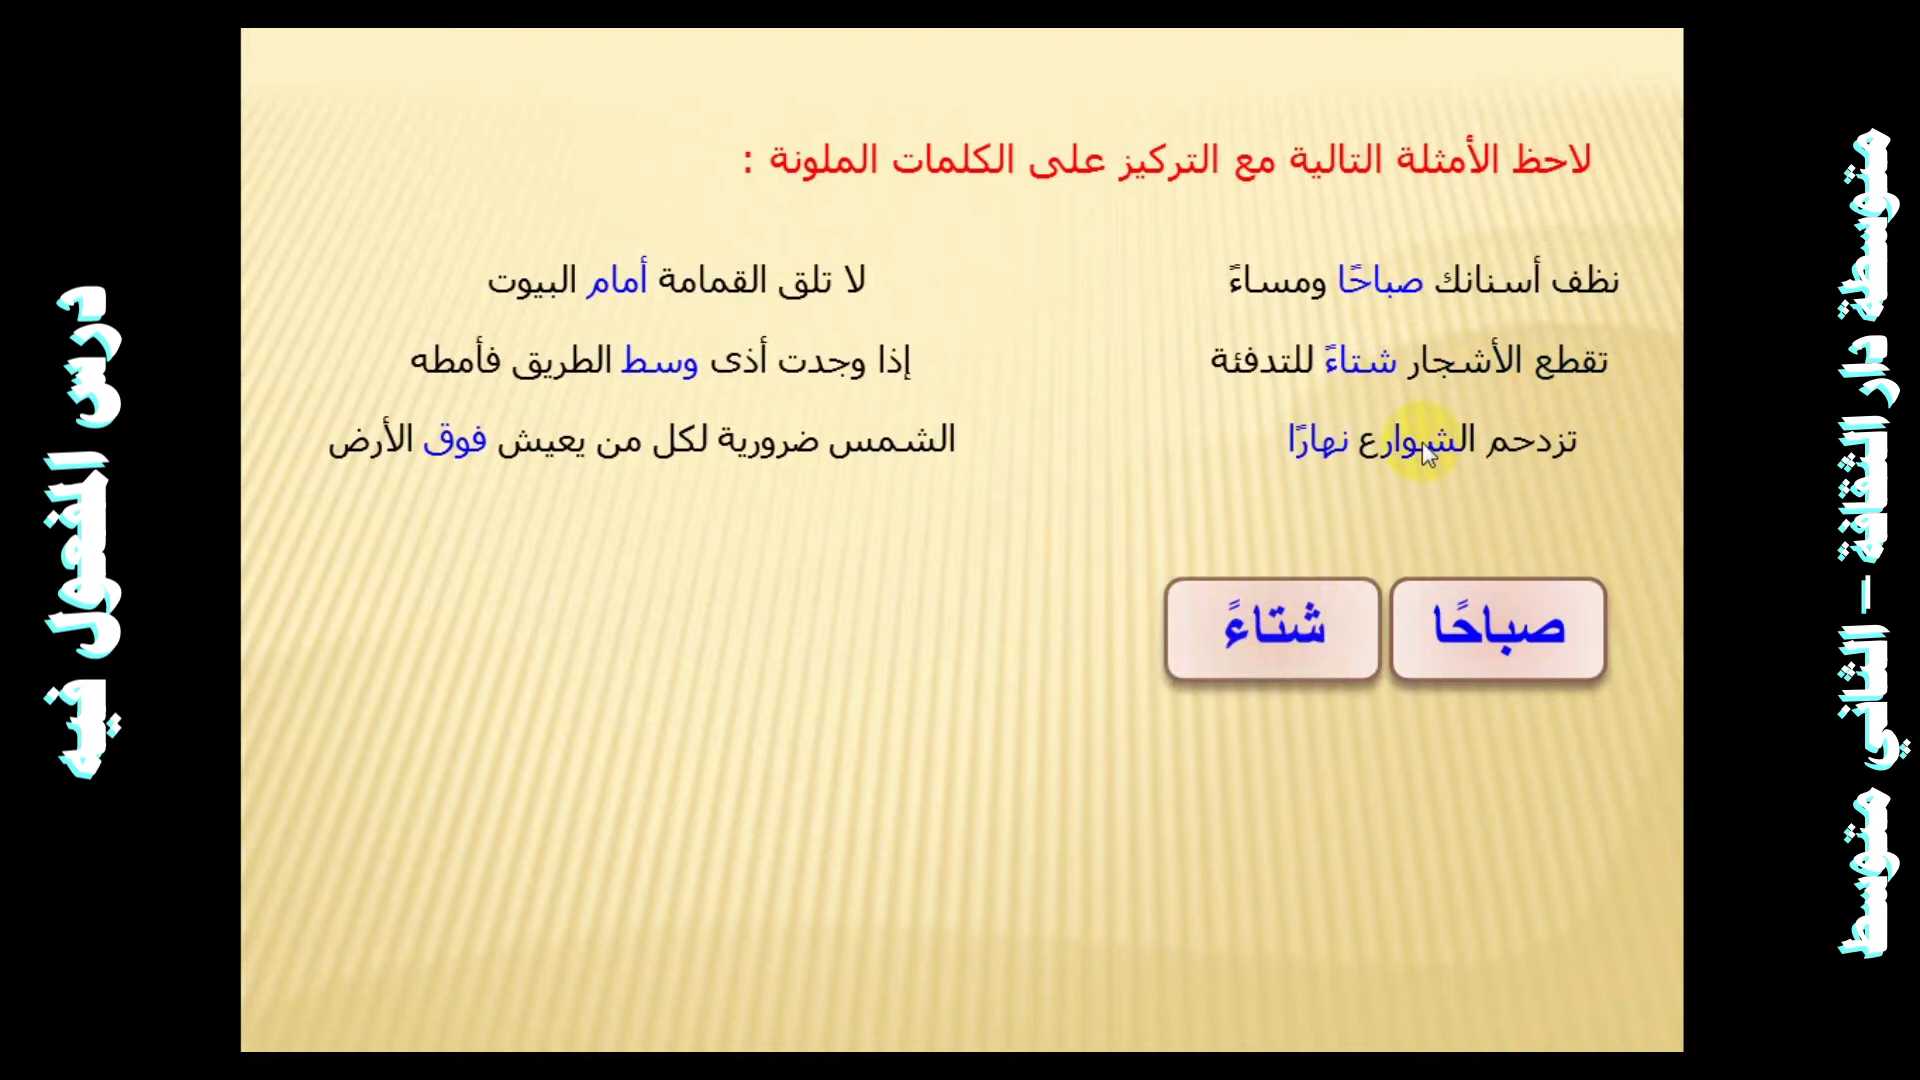 لاحظ الأمثلة التالية مع التركيز على الكلمات الملونة :
نظف أسنانك صباحًا ومساءً
تقطع الأشجار شتاءً للتدفئة
تزدحم الشوارع نهارًا
لا تلق القمامة أمام البيوت
إذا وجدت أذى وسط الطريق فأمطه
الشمس ضرورية لكل من يعيش فوق الأرض
صباحًا
شتاءً
متوسطة دار الثقافة – الثاني متوسط
درس المفعول فيه